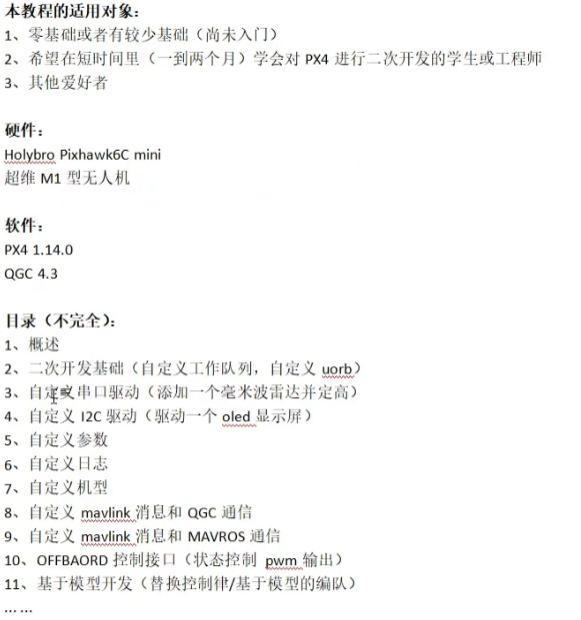 本教程的适用对象：
1、零基础或者有较少基础（尚未入门）
2、希望在短时间里（一到两个月）学会对 PX4 进行二次开发的学生或工程师
3、其他爱好者
硬件：
Holybro Pixhawk6C mini
超维 M1 型无人机
软件：
PX4 1.14.0
QGC 4.3
目录（不完全）：
1、概述
2、二次开发基础（自定义工作队列，自定义 uorb）
3、自定义串口驱动（添加一个毫米波雷达并定高）
4、自定义 I2C 驱动（驱动一个 oled 显示屏）
5、自定义参数
6、自定义日志
7、自定义机型
8、自定义 mavlink 消息和 QGC 通信
9、自定义 mavlink 消息和 MAVROS 通信
10、OFFBAORD 控制接口（状态控制 pwm 输出）
11、基于模型开发（替换控制律/基于模型的编队）
... ...